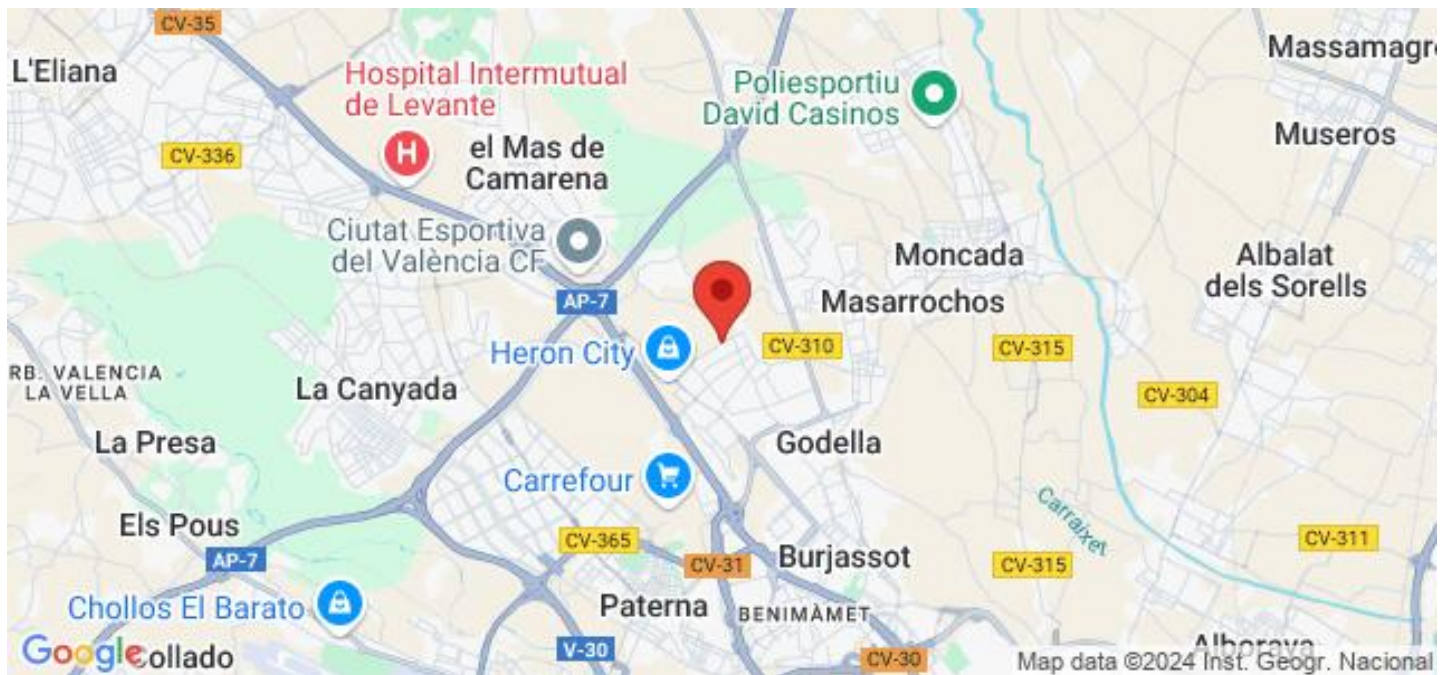 CV-35
L'Eliana
Hospital Intermutual
de Levante
H
CV-336
el Mas de
Camarena
Poliesportiu
David Casinos
Massamagr
Museros
Ciutat Esportiva
del València CF
AP-7
Moncada
Masarrochos
Albalat
dels Sorells
Heron City
CV-310
CV-315
RB. VALENCIA
LA VELLA
La Canyada
CV-304
La Presa
Godella
Carrefour
Carraixet
Els Pous
AP-7
CV-365
CV-31
Burjassot
CV-315
CV-311
Chollos El Barato
Paterna
BENIMÀMET
Google
collado
V-30
CV-30
Alboraya
Map data ©2024 Inst. Geogr. Nacional